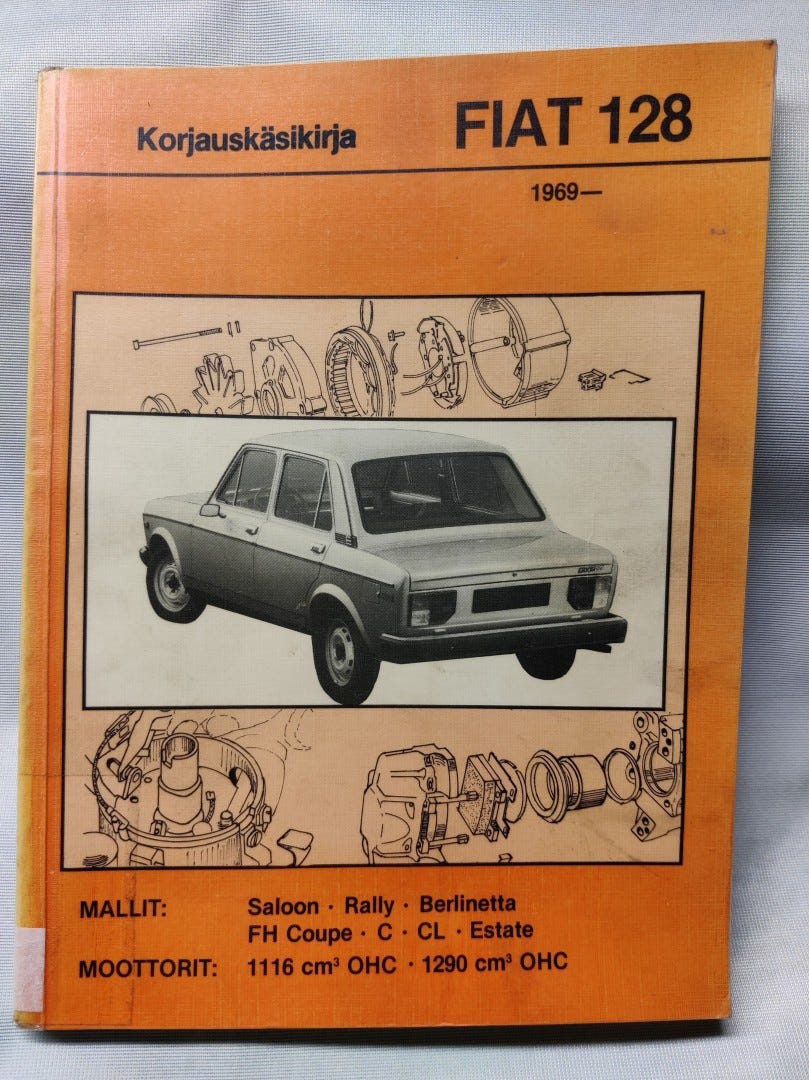 Korjauskäsikirja FIAT 128
1969—
MALLIT: Saloon · Rally · Berlinetta
FH Coupe · C · CL · Estate
MOOTTORIT: 1116 cm³ OHC · 1290 cm³ OHC